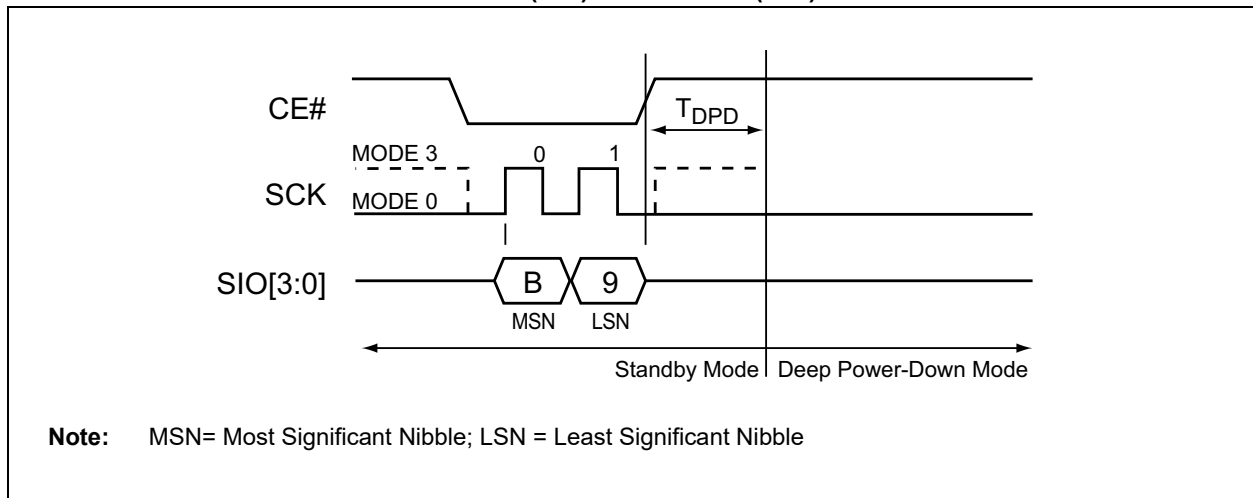 CE#
T_DPD
MODE 3 0 1
SCK
MODE 0
SIO[3:0] B 9
MSN LSN
Standby Mode Deep Power-Down Mode
Note: MSN= Most Significant Nibble; LSN = Least Significant Nibble